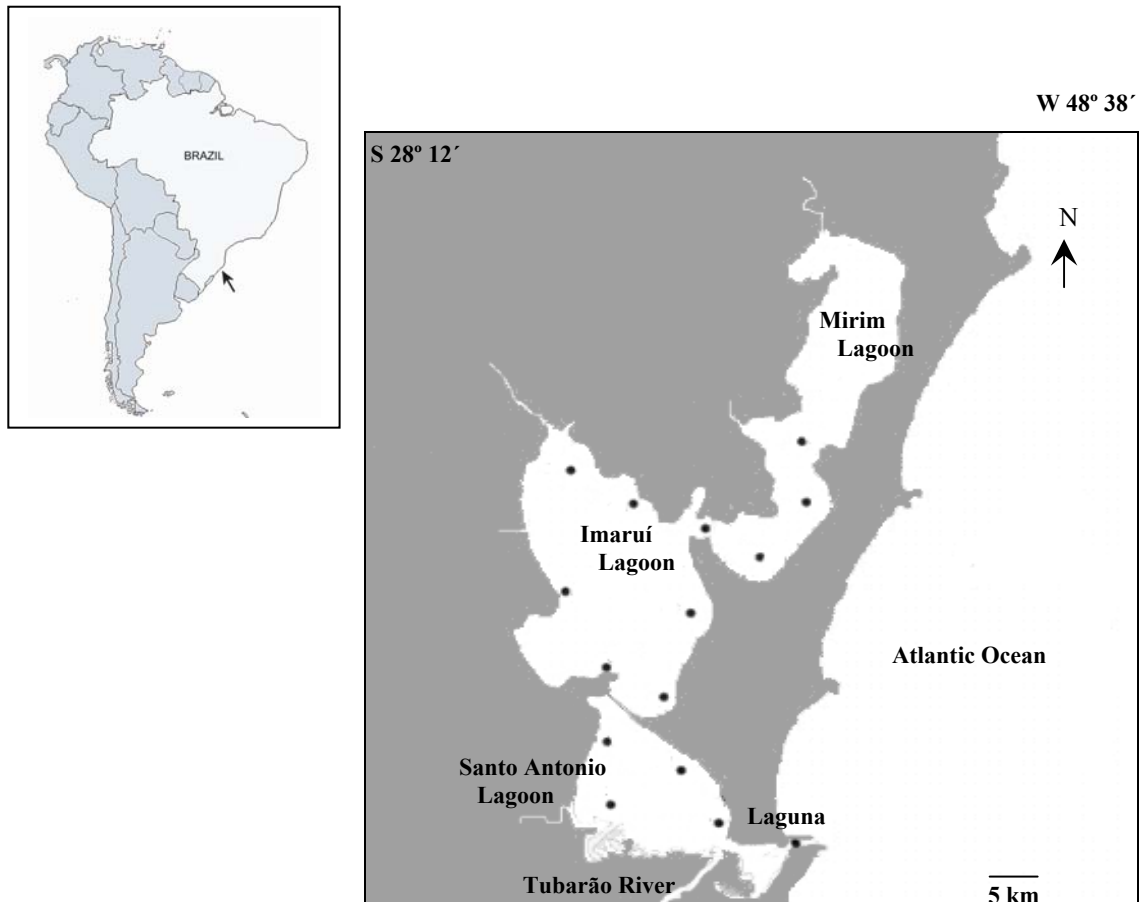 BRAZIL
W 48º 38´
S 28º 12´
N
Mirim
Lagoon
Imaruí
Lagoon
Atlantic Ocean
Santo Antonio
Lagoon
Laguna
Tubarão River
5 km